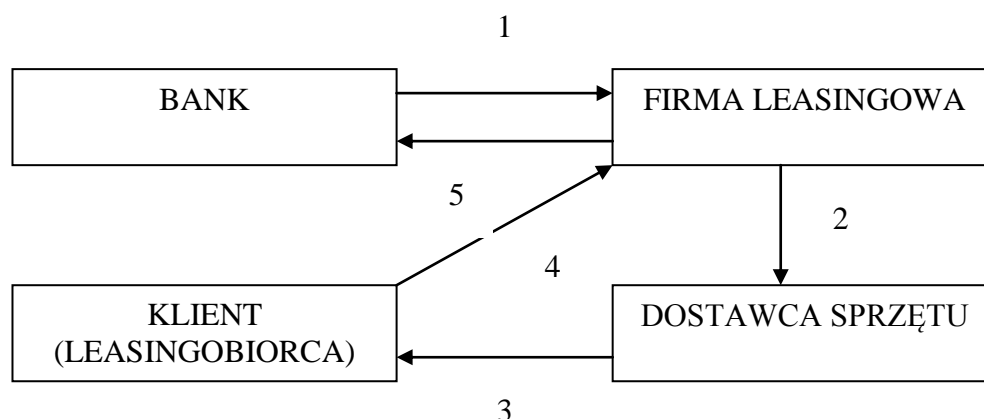 1
BANK
FIRMA LEASINGOWA
5
2
4
KLIENT
(LEASINGOBIORCA)
DOSTAWCA SPRZĘTU
3